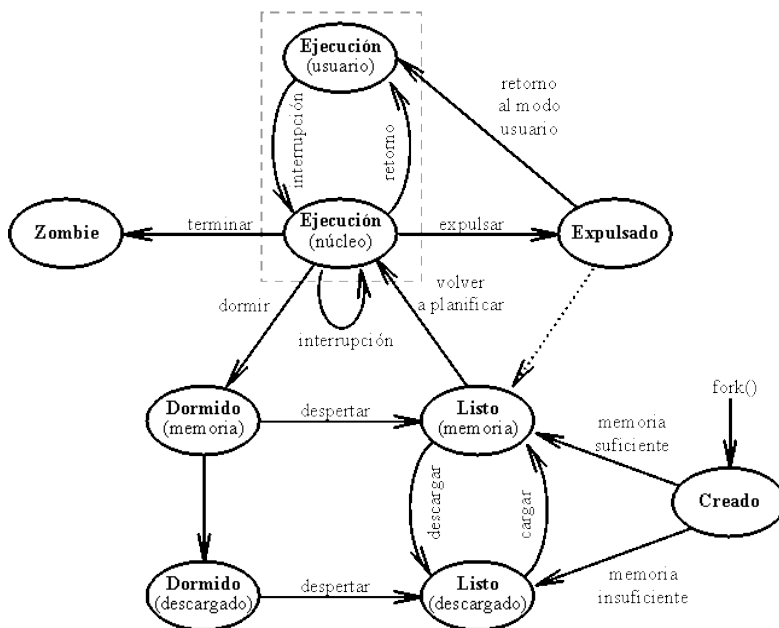 Ejecución
(usuario)
retorno
al modo
usuario
interrupción
retorno
Zombie
terminar
Ejecución
(núcleo)
expulsar
Expulsado
dormir
volver
a planificar
interrupción
fork()
Dormido
(memoria)
despertar
Listo
(memoria)
memoria
suficiente
descargar
cargar
Creado
Dormido
(descargado)
despertar
Listo
(descargado)
memoria
insuficiente